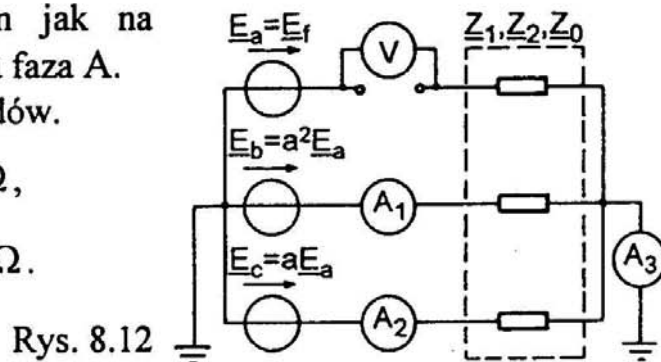 jak na
faza A.
dów.
Ω,
Ω.
Rys. 8.12
E_a=E_f
V
Z_1,Z_2,Z_0
E_b=a²E_a
A_1
E_c=aE_a
A_2
A_3